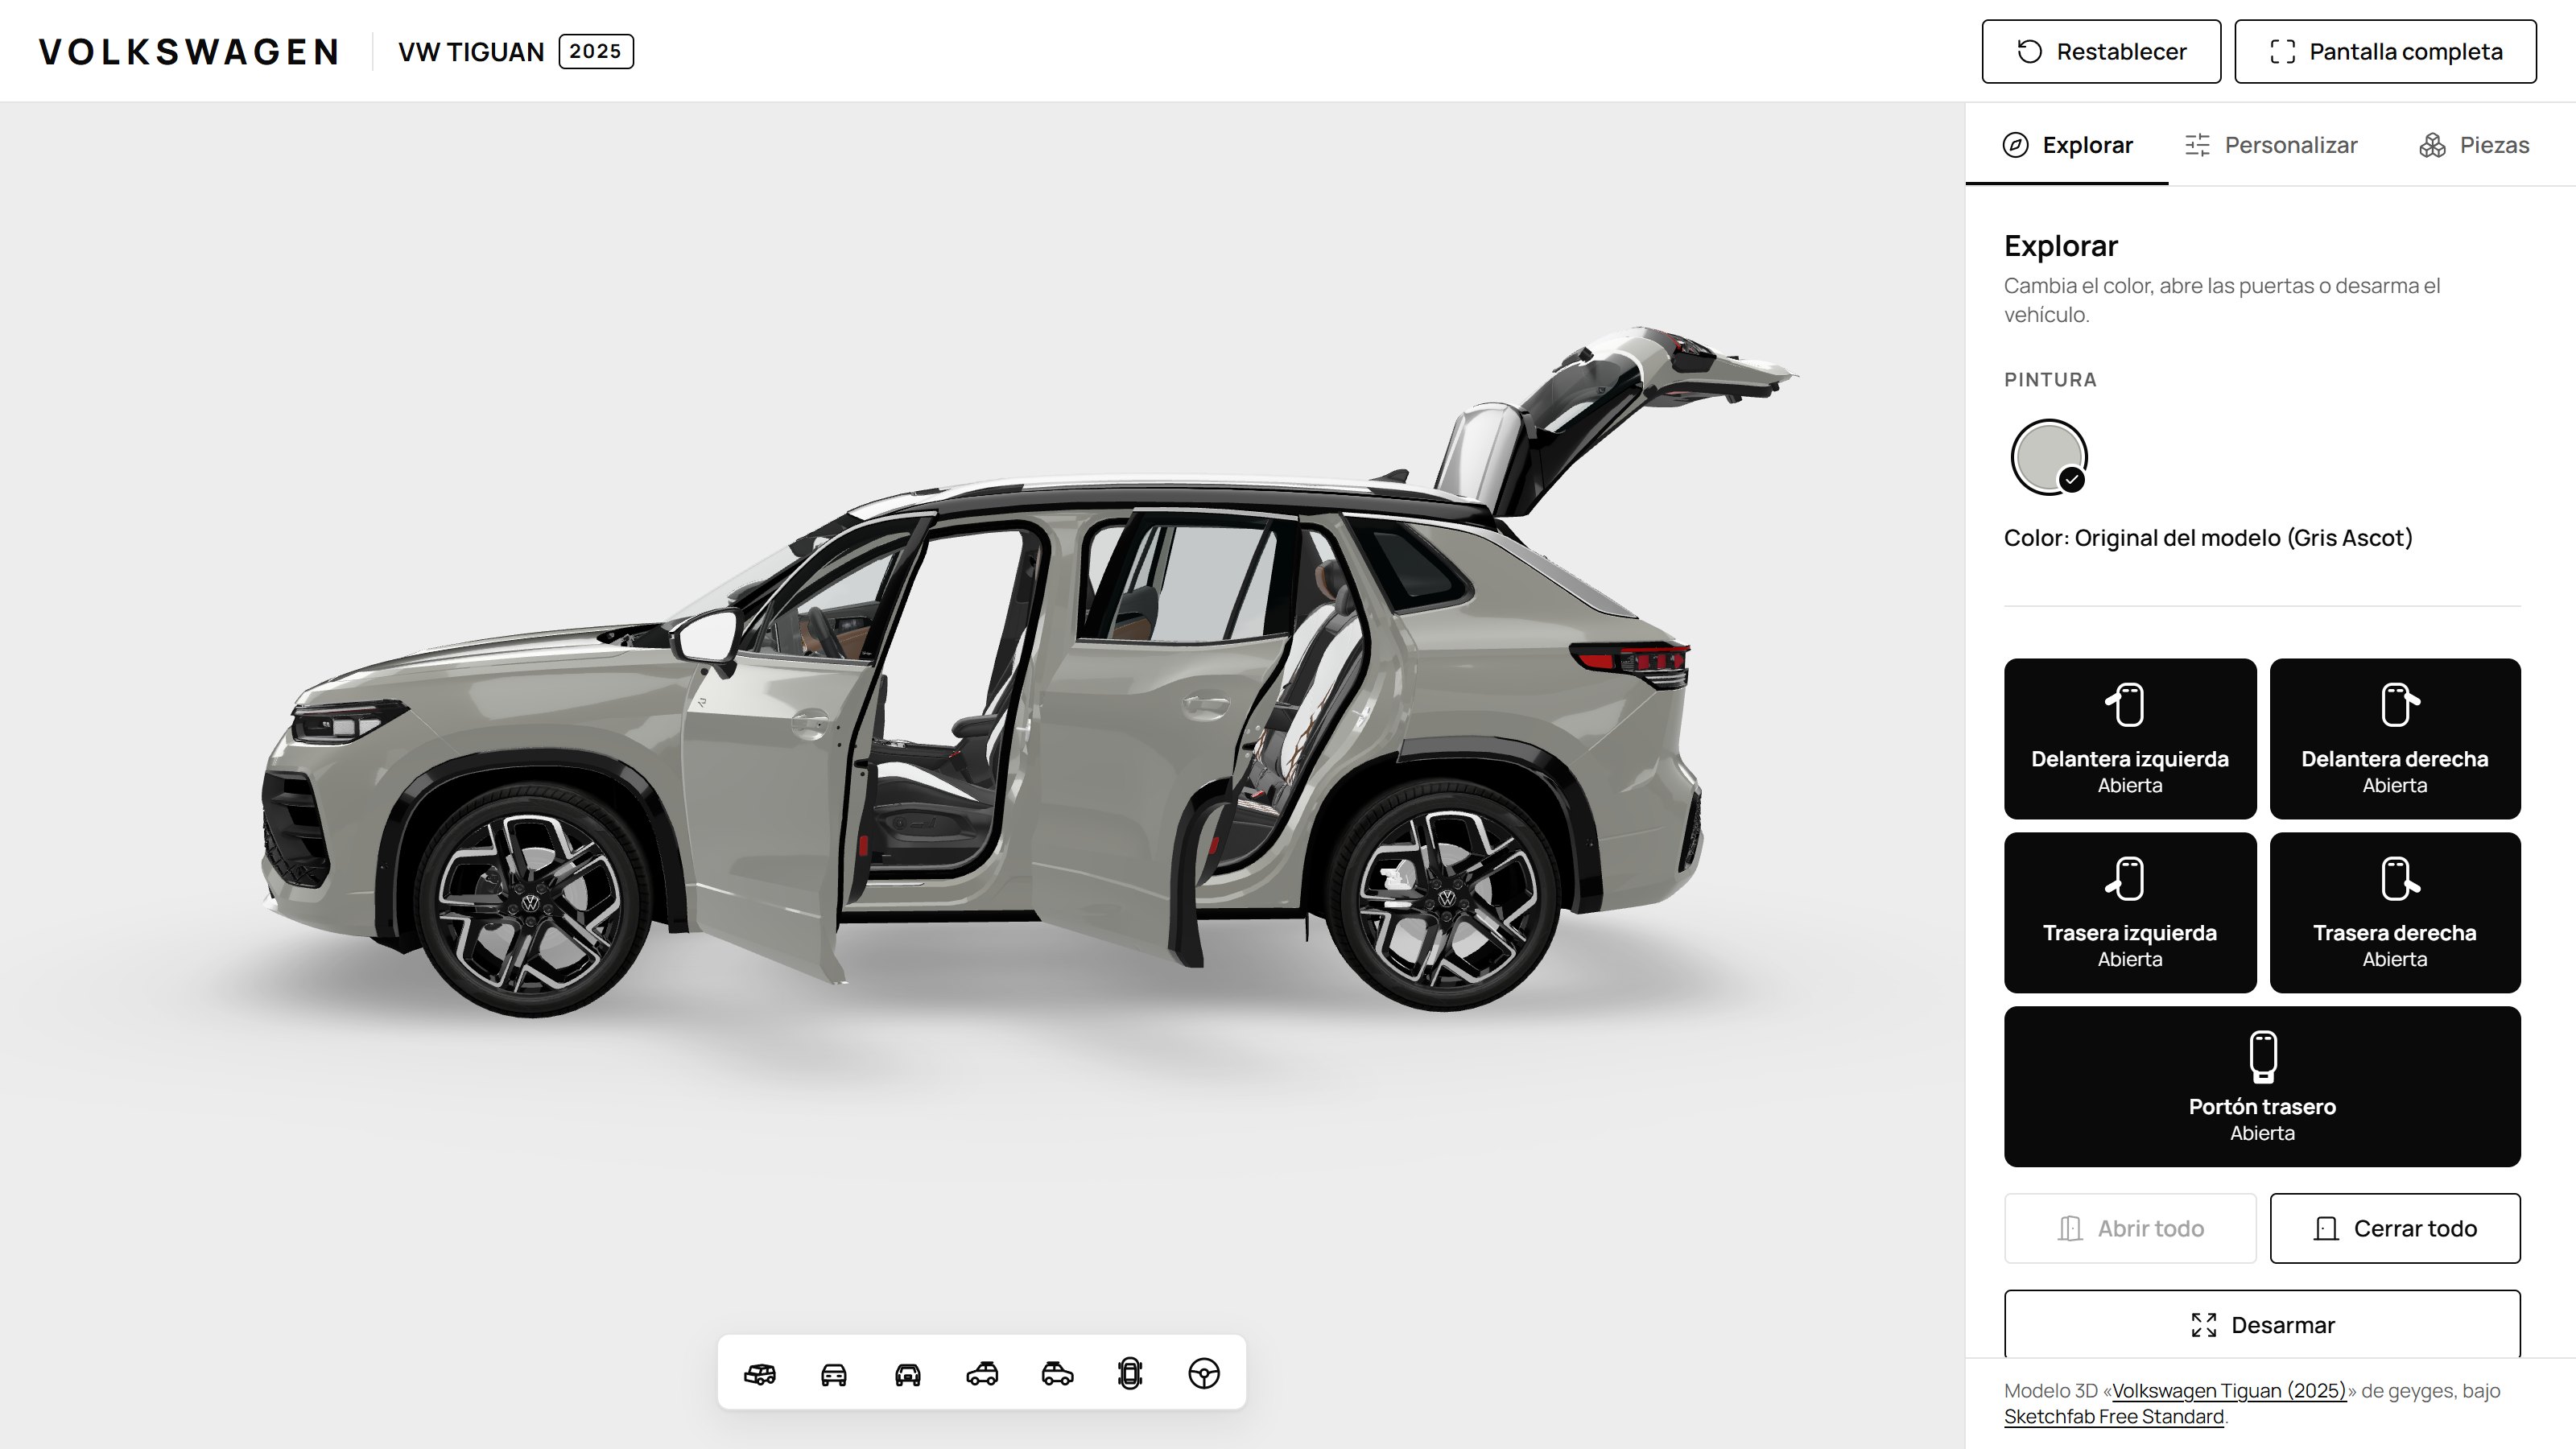 VOLKSWAGEN
VW TIGUAN
2025
Restablecer
Pantalla completa
Explorar
Personalizar
Piezas
Explorar
Cambia el color, abre las puertas o desarma el
vehículo.
PINTURA
Color: Original del modelo (Gris Ascot)
Delantera izquierda
Abierta
Delantera derecha
Abierta
Trasera izquierda
Abierta
Trasera derecha
Abierta
Portón trasero
Abierta
Abrir todo
Cerrar todo
Desarmar
Modelo 3D «Volkswagen Tiguan (2025)» de geyges, bajo
Sketchfab Free Standard.